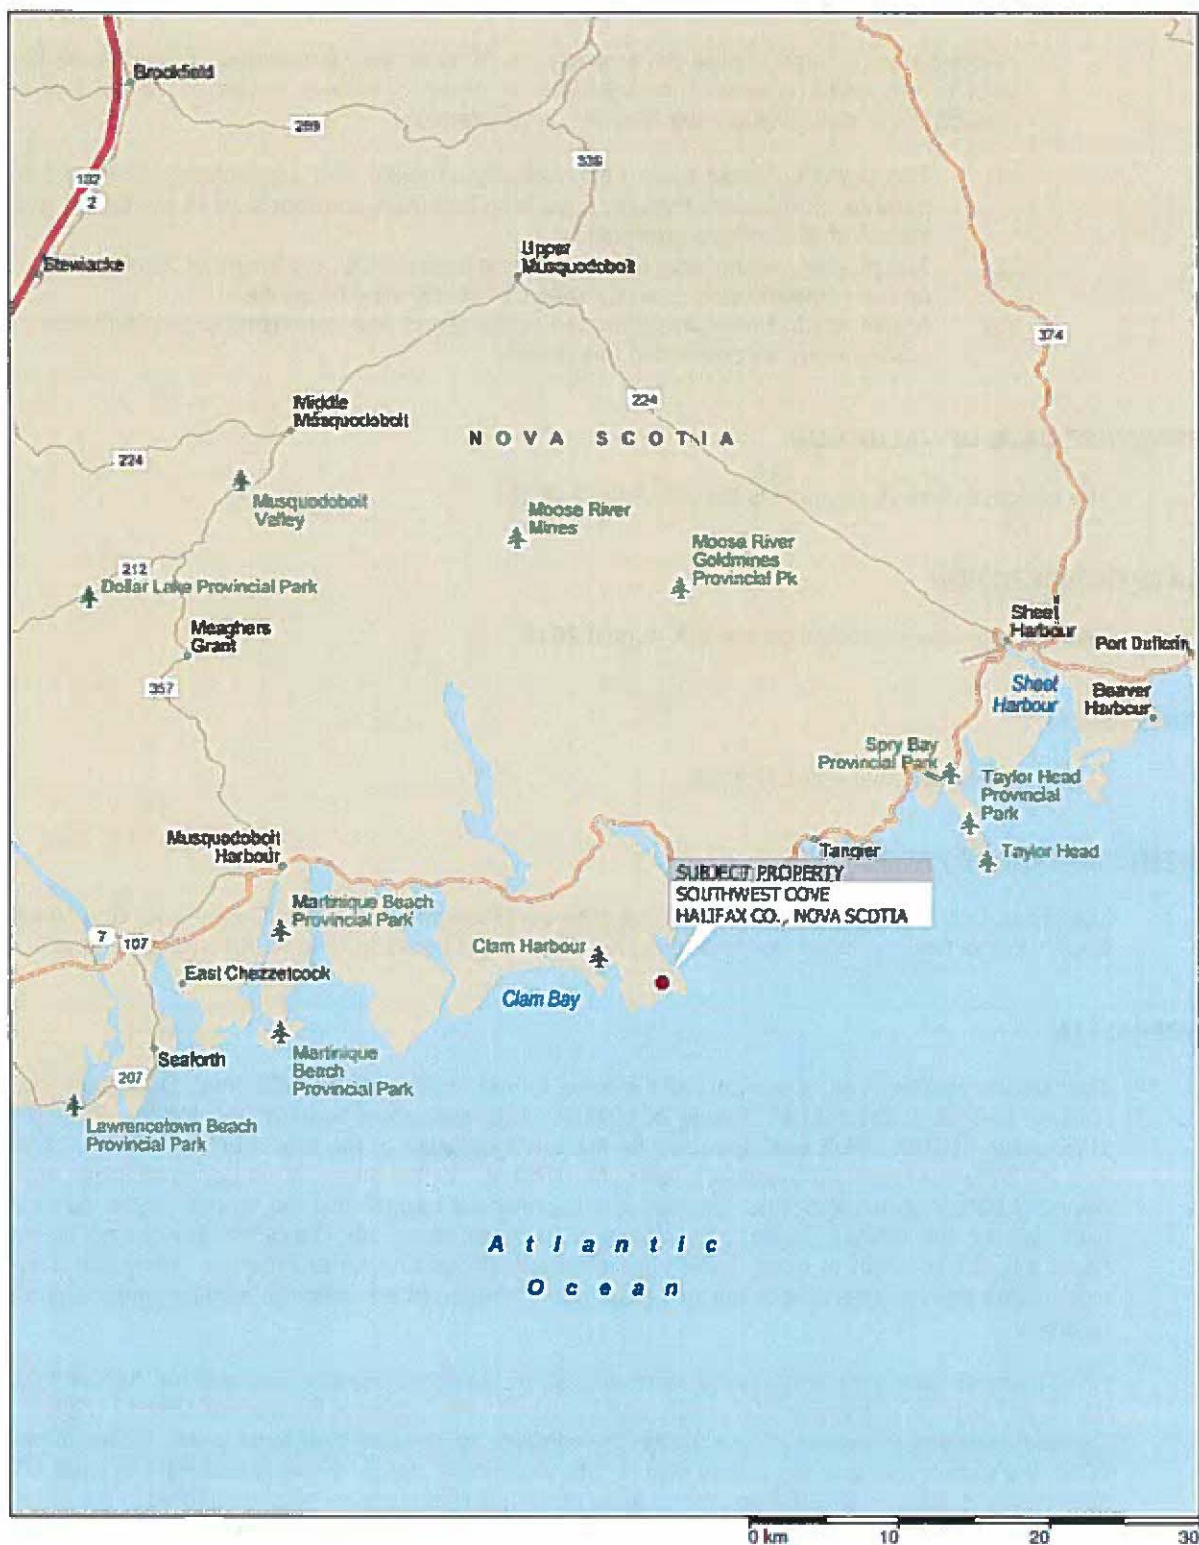 Brookfield
289
336
102
2
Stewiacke
Upper
Musquodoboit
374
Middle
Musquodoboit
224
NOVA SCOTIA
224
Musquodoboit
Valley
Moose River
Mines
Moose River
Goldmines
Provincial Pk
212
Dollar Lake Provincial Park
Meaghers
Grant
Sheet
Harbour
Port Dufferin
357
Sheet
Harbour
Beaver
Harbour
Spry Bay
Provincial Park
Taylor Head
Provincial
Park
Musquodoboit
Harbour
Tangier
Taylor Head
SUBJECT PROPERTY
SOUTHWEST COVE
HALIFAX CO., NOVA SCOTIA
Martinique Beach
Provincial Park
7
107
Clam Harbour
East Chezzetcook
Clam Bay
Seaforth
Martinique
Beach
Provincial Park
207
Lawrencetown Beach
Provincial Park
Atlantic
Ocean
0 km 10 20 30